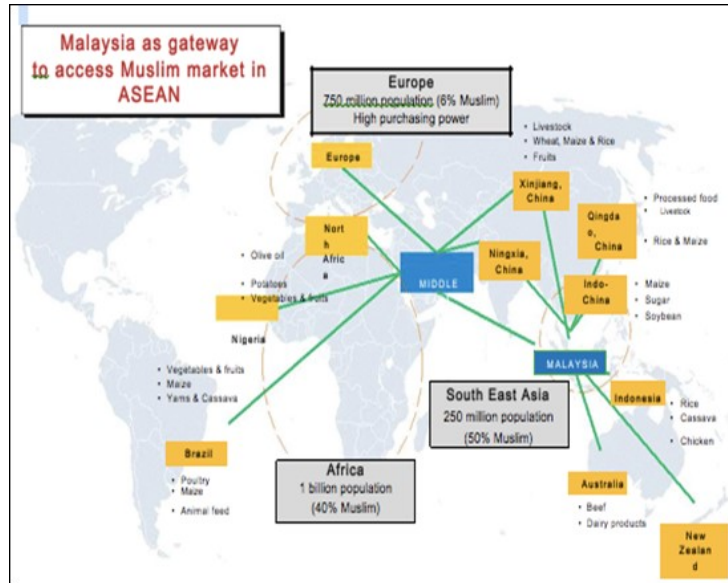 Malaysia as gateway
to access Muslim market in
ASEAN
Europe
750 million population (6% Muslim)
High purchasing power
Europe
• Livestock
• Wheat, Maize & Rice
• Fruits
Xinjiang,
China
• Processed food
• Livestock
• Rice & Maize
Qingda
o,
China
Nort
h
Afric
a
• Olive oil
• Potatoes
• Vegetables & fruits
Nigeria
MIDDLE
Ningxia,
China
Indo-
China
• Maize
• Sugar
• Soybean
MALAYSIA
• Vegetables & fruits
• Maize
• Yams & Cassava
South East Asia
250 million population
(50% Muslim)
Indonesia
• Rice
• Cassava
• Chicken
Brazil
• Poultry
• Maize
• Animal feed
Africa
1 billion population
(40% Muslim)
Australia
• Beef
• Dairy products
New
Zealan
d